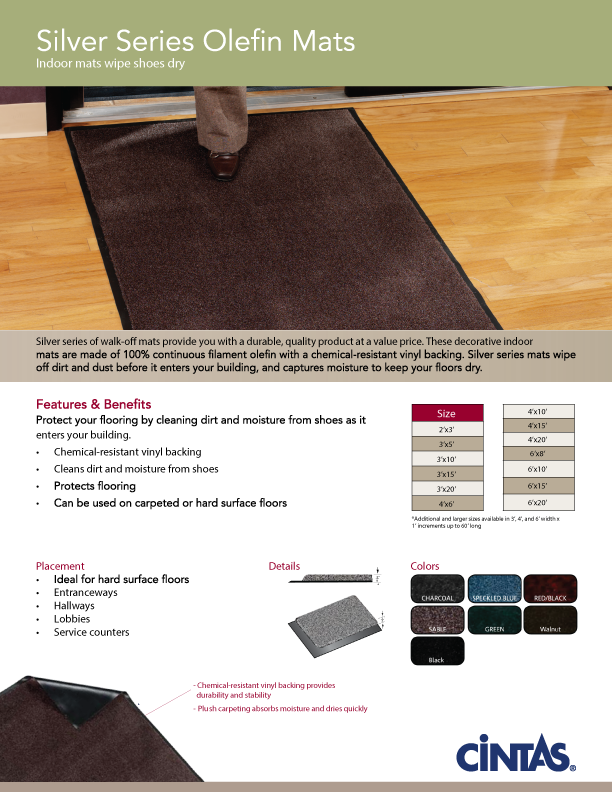 Silver Series Olefin Mats
Indoor mats wipe shoes dry
Silver series of walk-off mats provide you with a durable, quality product at a value price. These decorative indoor
mats are made of 100% continuous filament olefin with a chemical-resistant vinyl backing. Silver series mats wipe
off dirt and dust before it enters your building, and captures moisture to keep your floors dry.
Features & Benefits
Protect your flooring by cleaning dirt and moisture from shoes as it
enters your building.
• Chemical-resistant vinyl backing
• Cleans dirt and moisture from shoes
• Protects flooring
• Can be used on carpeted or hard surface floors
Size
2'x3'
3'x5'
3'x10'
3'x15'
3'x20'
4'x6'
4'x10'
4'x15'
4'x20'
6'x8'
6'x10'
6'x15'
6'x20'
*Additional and larger sizes available in 3', 4', and 6' width x
1' increments up to 60' long
Placement
• Ideal for hard surface floors
• Entranceways
• Hallways
• Lobbies
• Service counters
Details
Colors
CHARCOAL
SPECKLED BLUE
RED/BLACK
SABLE
GREEN
Walnut
Black
- Chemical-resistant vinyl backing provides
durability and stability
- Plush carpeting absorbs moisture and dries quickly
CINTAS®